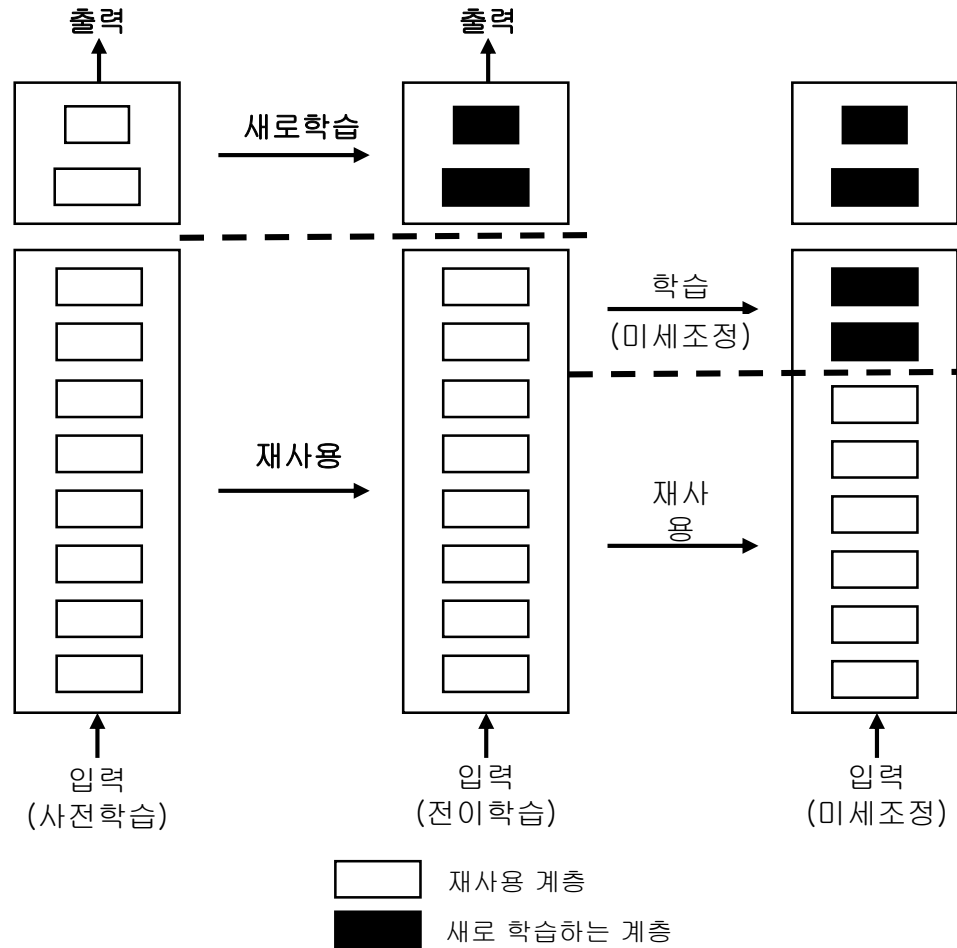 출력
출력
새로학습
학습
(미세조정)
재사용
재사
용
입력
(사전학습)
입력
(전이학습)
입력
(미세조정)
재사용 계층
새로 학습하는 계층